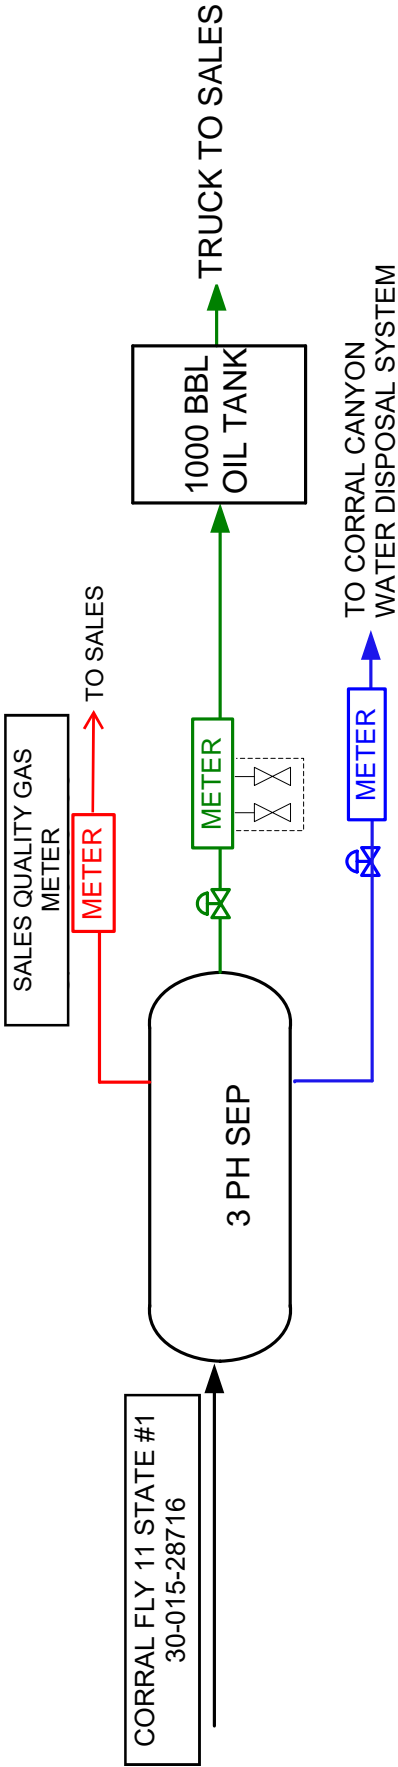 CORRAL FLY 11 STATE #1
30-015-28716
3 PH SEP
SALES QUALITY GAS
METER
METER
TO SALES
METER
1000 BBL
OIL TANK
TRUCK TO SALES
METER
TO CORRAL CANYON
WATER DISPOSAL SYSTEM